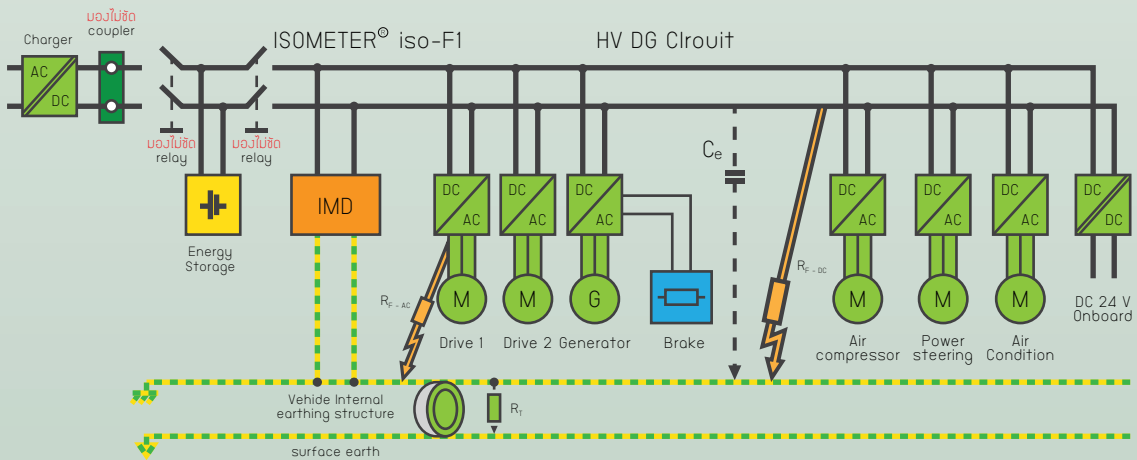 มองไม่ชัด
coupler
Charger
AC
DC
ISOMETER® iso-F1
HV DG CIrouit
มองไม่ชัด
relay
มองไม่ชัด
relay
Energy
Storage
IMD
DC
AC
DC
AC
DC
AC
Ce
RF - AC
RF - DC
DC
AC
DC
AC
DC
AC
DC
DC
M
M
G
M
M
M
Drive 1
Drive 2
Generator
Brake
Air
compressor
Power
steering
Air
Condition
DC 24 V
Onboard
Vehide Internal
earthing structure
RT
surface earth